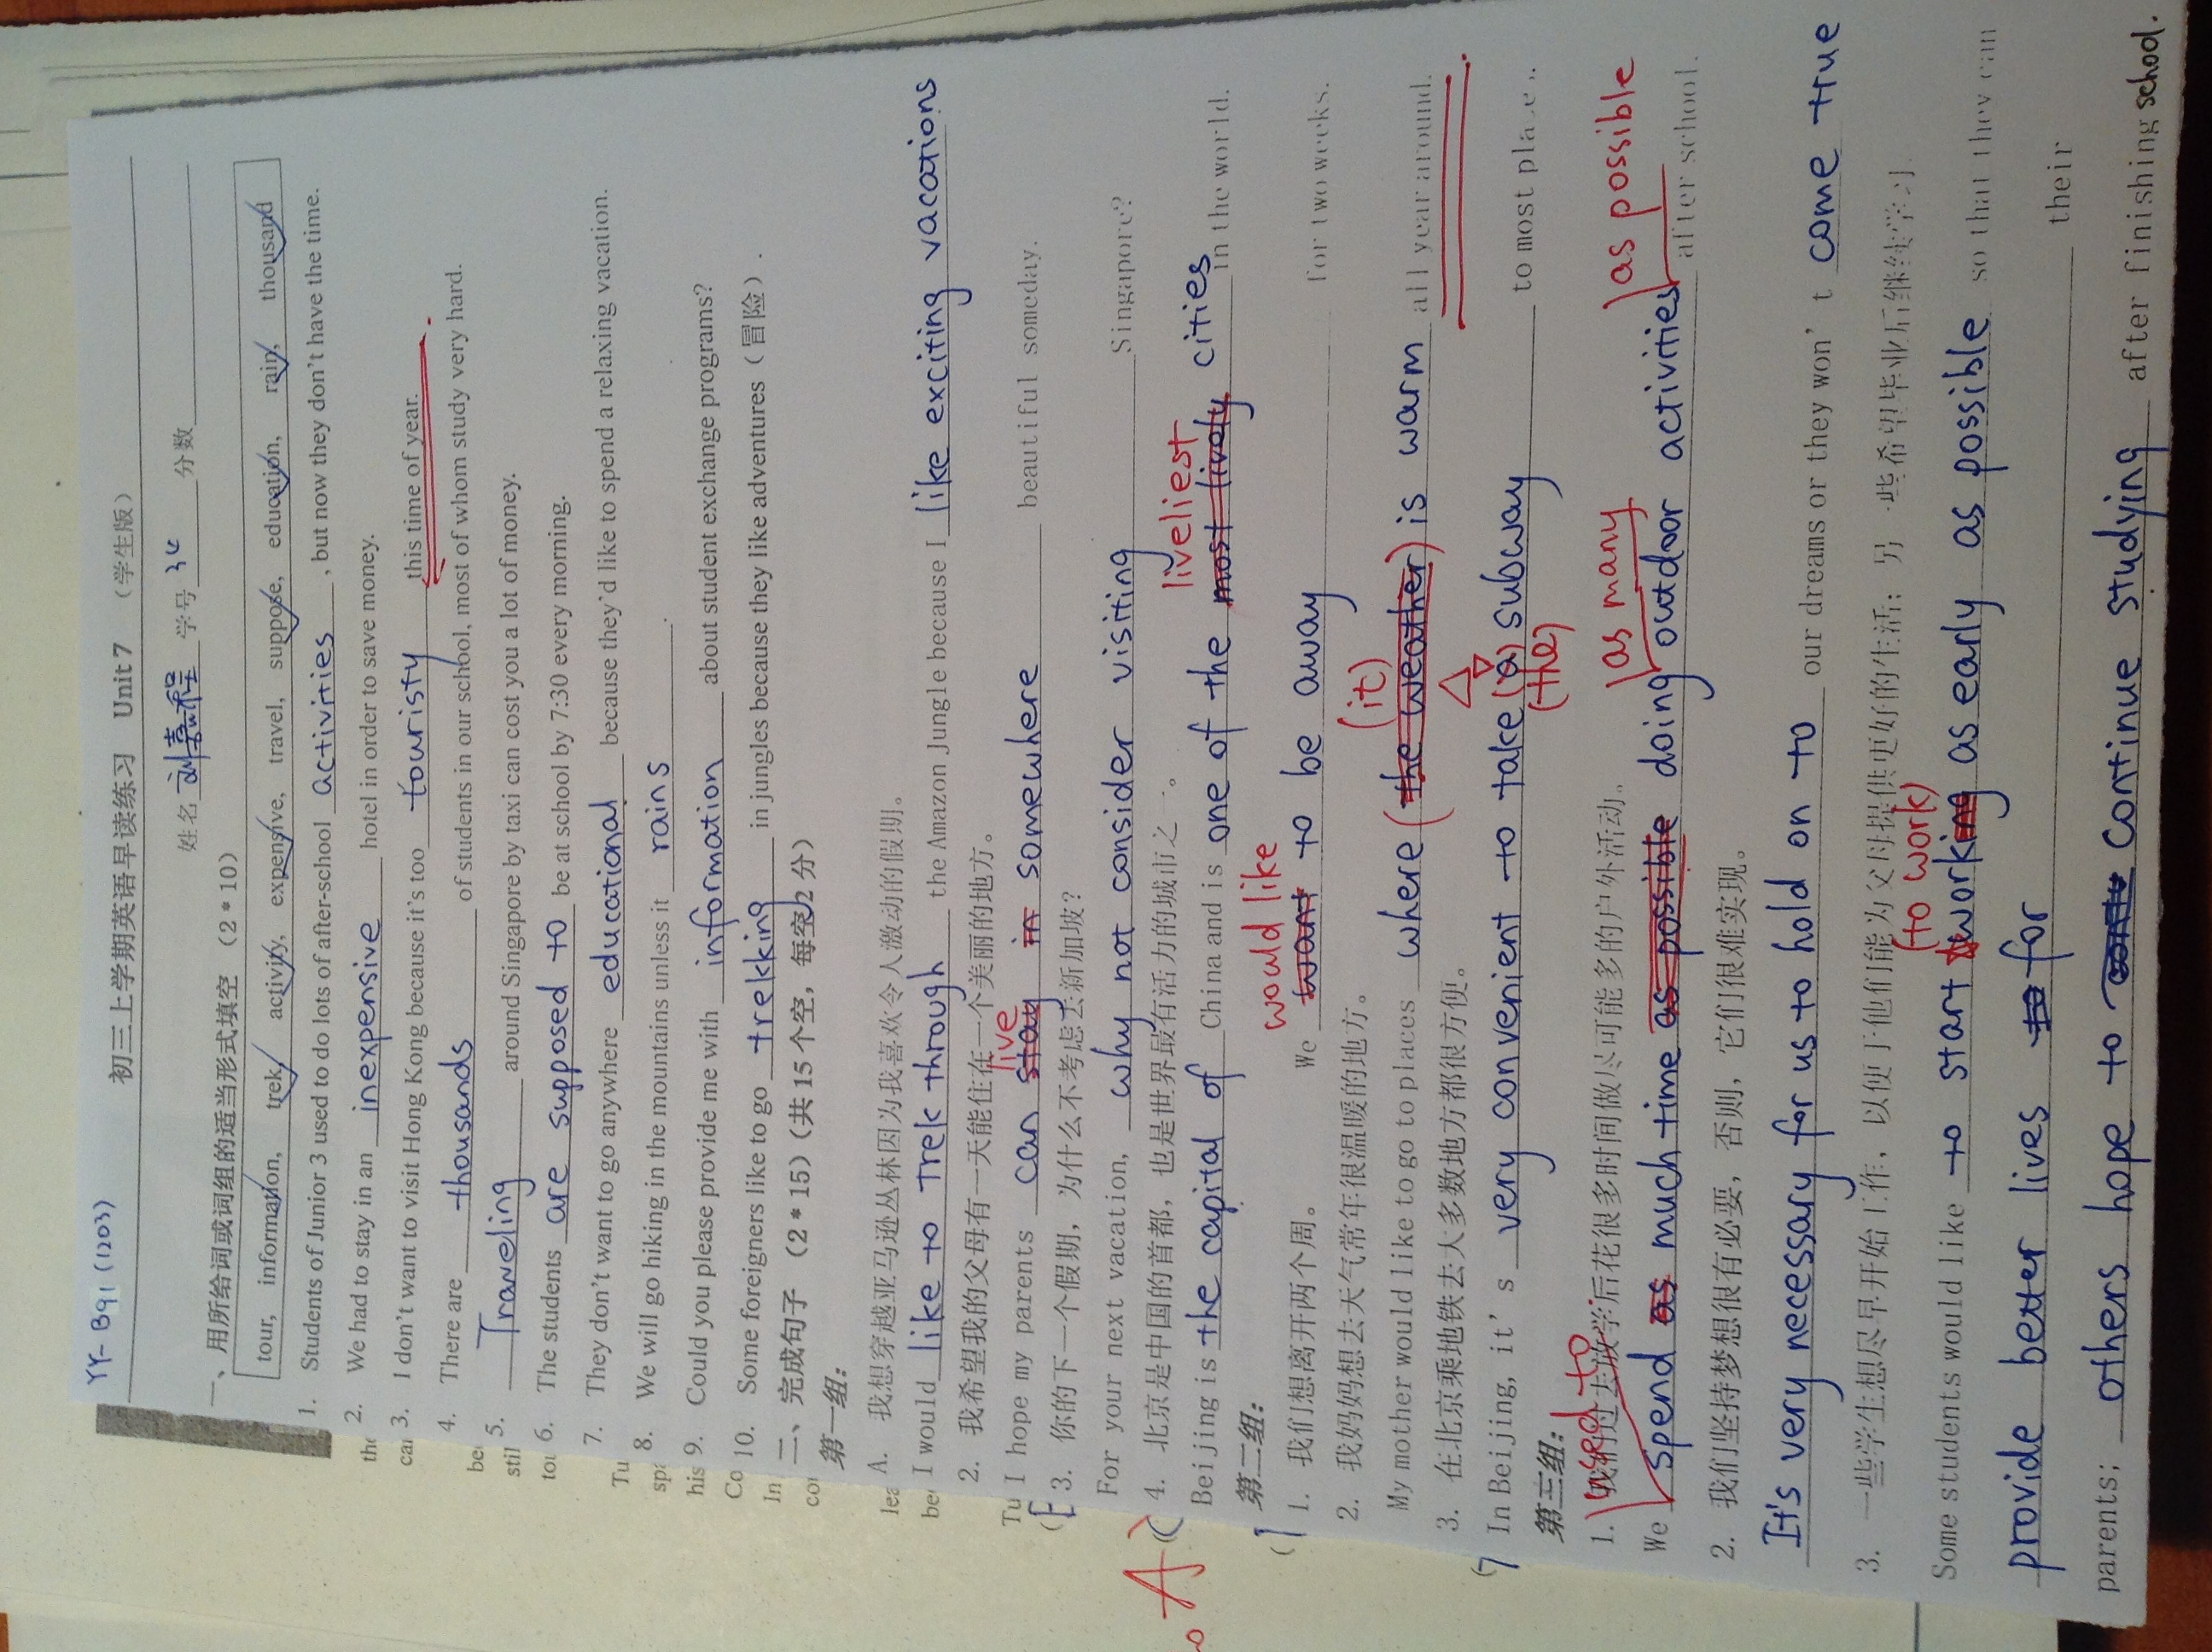 YY-B91 (1203)
初三上学期英语早读练习 Unit 7 （学生版）
姓名 刘嘉程 学号 34 分数
一、用所给词或词组的适当形式填空 （2*10）
tour, information, trek, activity, expensive, travel, suppose, education, rain, thousand
1. Students of Junior 3 used to do lots of after-school activities , but now they don't have the time.
2. We had to stay in an inexpensive hotel in order to save money.
3. I don't want to visit Hong Kong because it's too touristy this time of year.
4. There are thousands of students in our school, most of whom study very hard.
5. Traveling around Singapore by taxi can cost you a lot of money.
6. The students are supposed to be at school by 7:30 every morning.
7. They don't want to go anywhere educational because they'd like to spend a relaxing vacation.
8. We will go hiking in the mountains unless it rains .
9. Could you please provide me with information about student exchange programs?
10. Some foreigners like to go trekking in jungles because they like adventures（冒险）.
二、完成句子 （2*15）（共 15 个空，每空 2 分）
第一组：
A. 我想穿越亚马逊丛林因为我喜欢令人激动的假期。
I would like to trek through the Amazon Jungle because I like exciting vacations
2. 我希望我的父母有一天能住在一个美丽的地方。
live
I hope my parents can stay in somewhere beautiful someday.
3. 你的下一个假期，为什么不考虑去新加坡？
For your next vacation, why not consider visiting Singapore?
4. 北京是中国的首都，也是世界最有活力的城市之一。
liveliest
Beijing is the capital of China and is one of the most lively cities in the world.
第二组：
would like
1. 我们想离开两个周。 We want to be away for two weeks.
2. 我妈妈想去天气常年很温暖的地方。
(it)
My mother would like to go to places where (the weather) is warm all year around.
3. 在北京乘地铁去大多数地方都很方便。
In Beijing, it's very convenient to take (a) subway to most places.
(the)
第三组：
used to
1. 我们过去放学后花很多时间做尽可能多的户外活动。
as many as possible
We spend as much time as possible doing outdoor activities after school.
2. 我们坚持梦想很有必要，否则，它们很难实现。
It's very necessary for us to hold on to our dreams or they won't come true
3. 一些学生想尽早开始工作，以便于他们能为父母提供更好的生活；另一些希望毕业后继续学习.
(to work)
Some students would like to start working as early as possible so that they can
provide better lives to for their
parents; others hope to continue studying after finishing school.